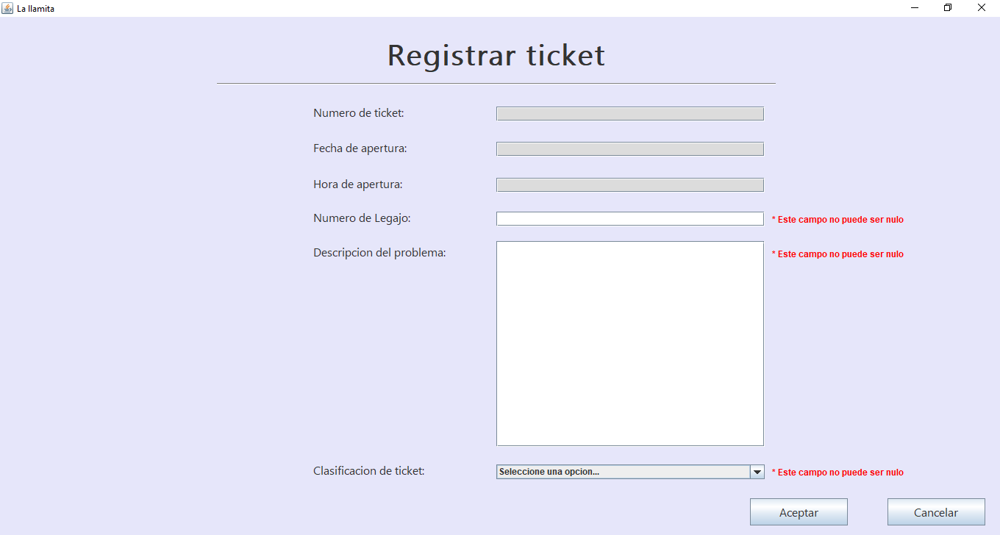 La llamita
Registrar ticket
Numero de ticket:
Fecha de apertura:
Hora de apertura:
Numero de Legajo:
* Este campo no puede ser nulo
Descripcion del problema:
* Este campo no puede ser nulo
Clasificacion de ticket:
Seleccione una opcion...
* Este campo no puede ser nulo
Aceptar
Cancelar